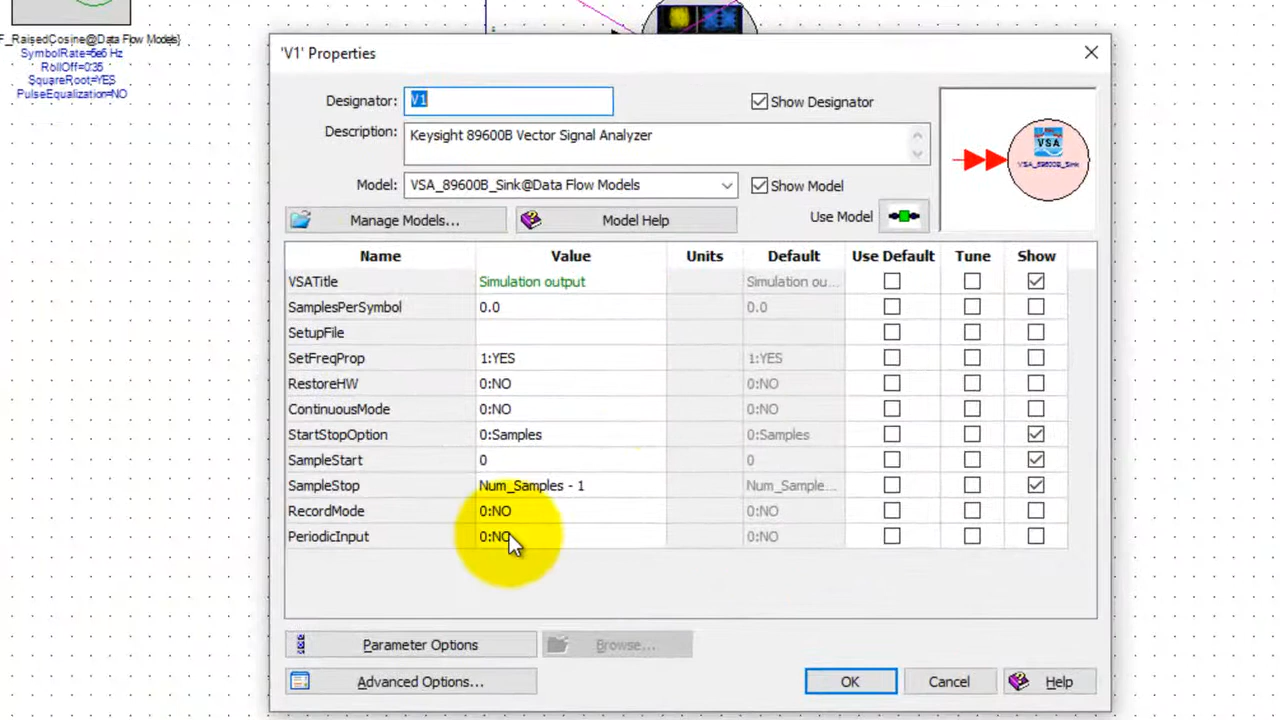 F_RaisedCosine@Data Flow Models}
SymbolRate=5e6 Hz
RollOff=0.35
SquareRoot=YES
PulseEqualization=NO
'V1' Properties
Designator: V1 Show Designator
Description: Keysight 89600B Vector Signal Analyzer
VSA
VSA_89600B_Sink
Model: VSA_89600B_Sink@Data Flow Models Show Model
Manage Models... Model Help Use Model
Name Value Units Default Use Default Tune Show
VSATitle Simulation output Simulation ou...
SamplesPerSymbol 0.0 0.0
SetupFile
SetFreqProp 1:YES 1:YES
RestoreHW 0:NO 0:NO
ContinuousMode 0:NO 0:NO
StartStopOption 0:Samples 0:Samples
SampleStart 0 0
SampleStop Num_Samples - 1 Num_Sample...
RecordMode 0:NO 0:NO
PeriodicInput 0:NO 0:NO
Parameter Options Browse...
Advanced Options... OK Cancel Help